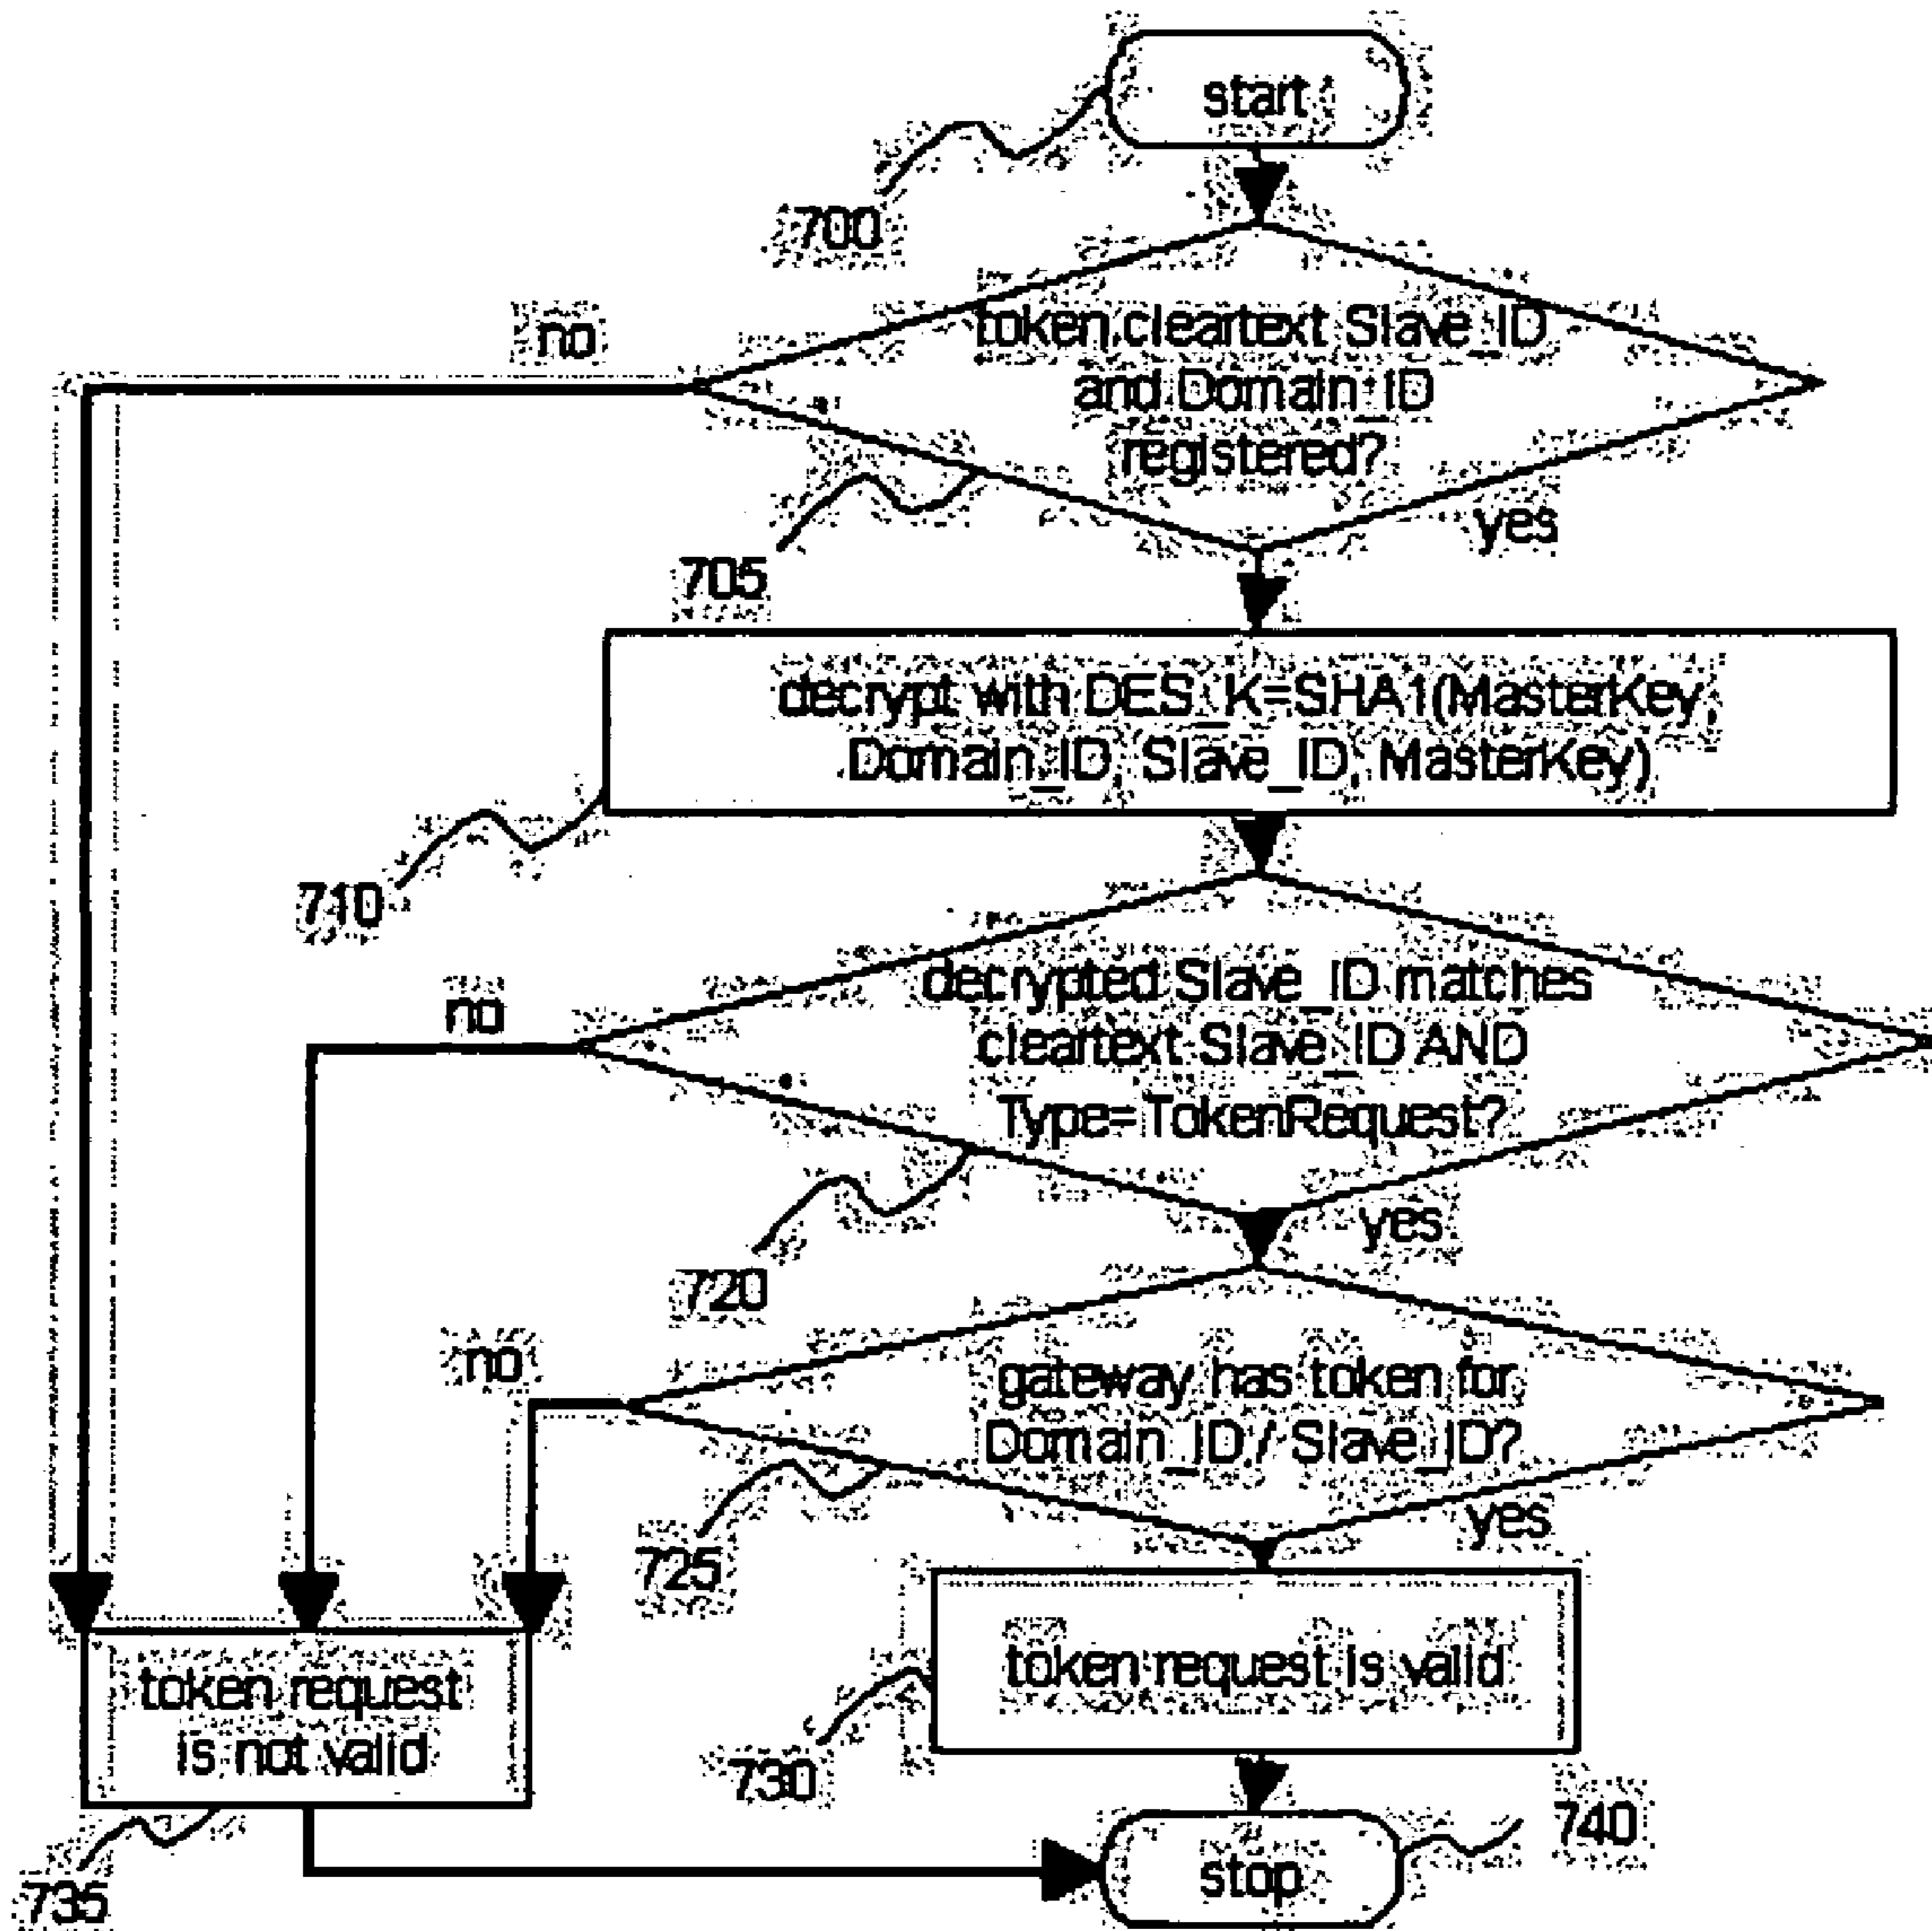 start
700
no
token.cleartext Slave_ID
and Domain_ID
registered?
yes
705
decrypt with DES_K=SHA1(MasterKey,
Domain_ID, Slave_ID, MasterKey)
710
no
decrypted Slave_ID matches
cleartext Slave_ID AND
Type=TokenRequest?
yes
720
no
gateway has token for
Domain_ID / Slave_ID?
yes
725
token request
is not valid
token request is valid
730
740
stop
735